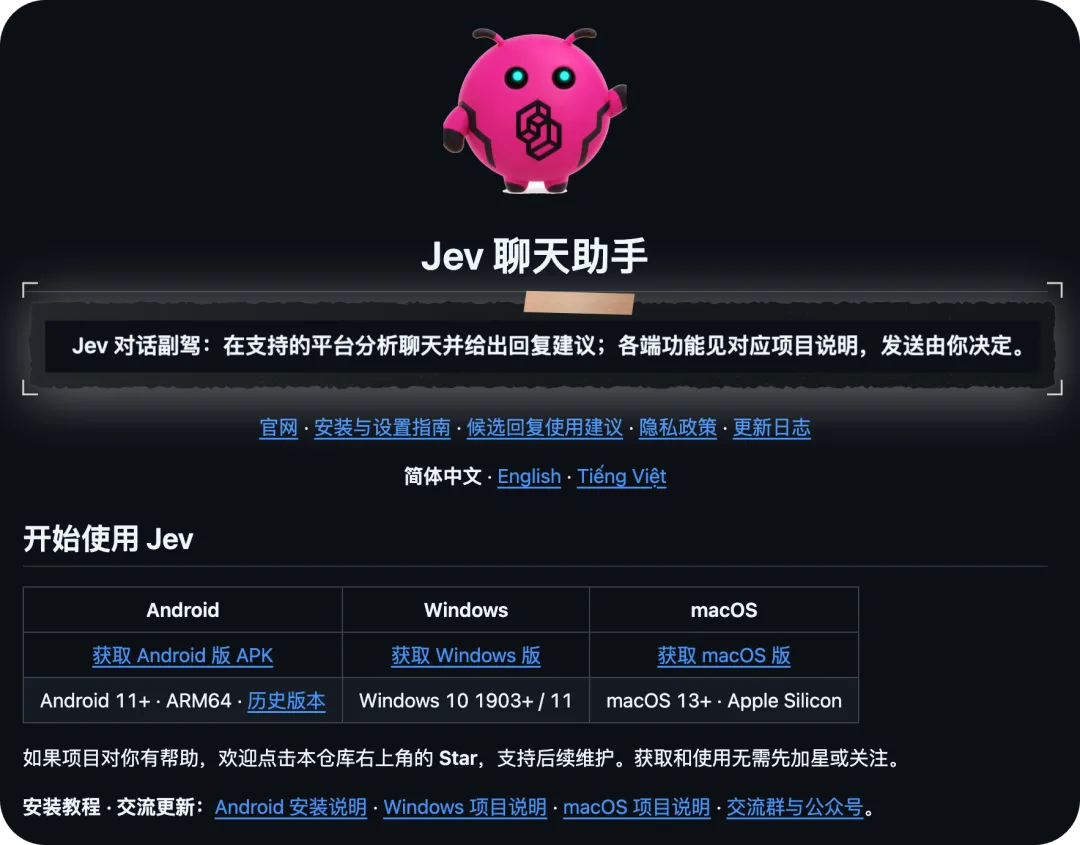 Jev 聊天助手
Jev 对话副驾：在支持的平台分析聊天并给出回复建议；各端功能见对应项目说明，发送由你决定。
官网 · 安装与设置指南 · 候选回复使用建议 · 隐私政策 · 更新日志
简体中文 · English · Tiếng Việt
开始使用 Jev
Android Windows macOS
获取 Android 版 APK 获取 Windows 版 获取 macOS 版
Android 11+ · ARM64 · 历史版本 Windows 10 1903+ / 11 macOS 13+ · Apple Silicon
如果项目对你有帮助，欢迎点击本仓库右上角的 Star，支持后续维护。获取和使用无需先加星或关注。
安装教程 · 交流更新：Android 安装说明 · Windows 项目说明 · macOS 项目说明 · 交流群与公众号。